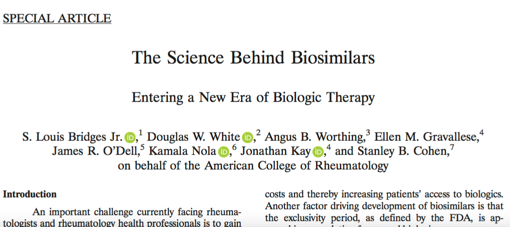 SPECIAL ARTICLE
The Science Behind Biosimilars
Entering a New Era of Biologic Therapy
S. Louis Bridges Jr. iD,1 Douglas W. White iD,2 Angus B. Worthing,3 Ellen M. Gravallese,4
James R. O'Dell,5 Kamala Nola iD,6 Jonathan Kay iD,4 and Stanley B. Cohen,7
on behalf of the American College of Rheumatology
Introduction
An important challenge currently facing rheuma-
tologists and rheumatology health professionals is to gain
costs and thereby increasing patients' access to biologics.
Another factor driving development of biosimilars is that
the exclusivity period, as defined by the FDA, is ap-